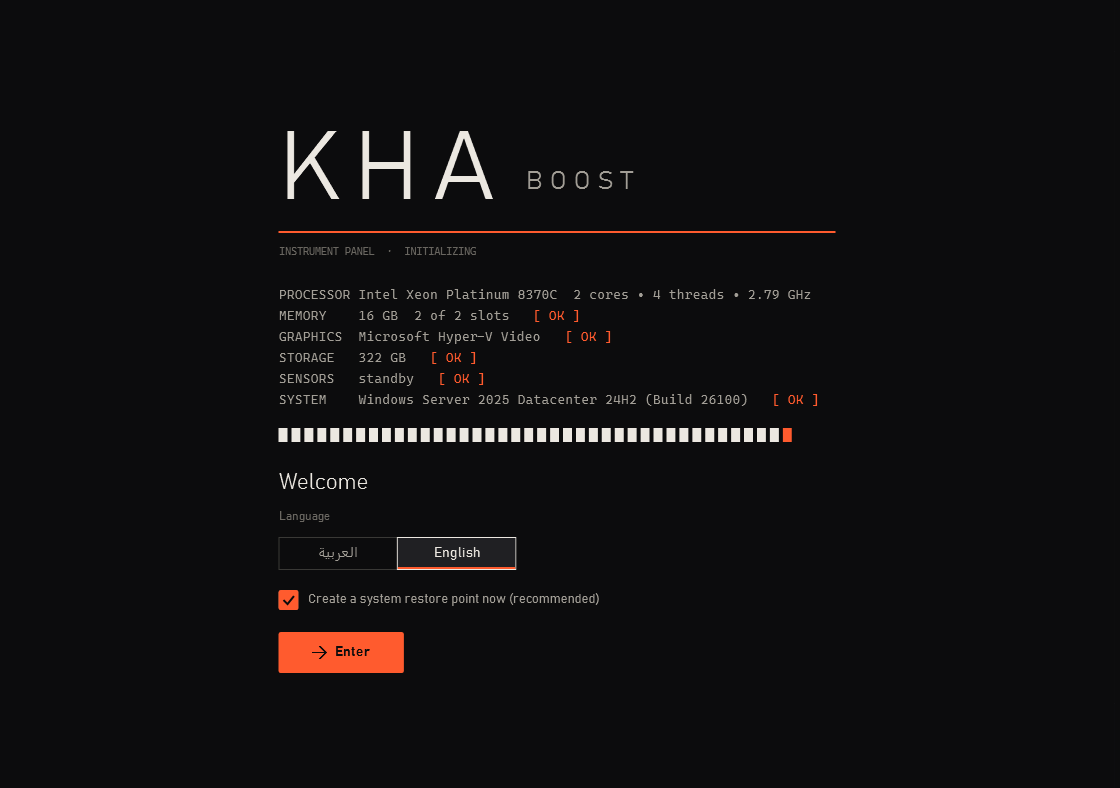 KHA BOOST
INSTRUMENT PANEL · INITIALIZING
PROCESSOR Intel Xeon Platinum 8370C 2 cores • 4 threads • 2.79 GHz
MEMORY 16 GB 2 of 2 slots [ OK ]
GRAPHICS Microsoft Hyper-V Video [ OK ]
STORAGE 322 GB [ OK ]
SENSORS standby [ OK ]
SYSTEM Windows Server 2025 Datacenter 24H2 (Build 26100) [ OK ]
Welcome
Language
العربية English
Create a system restore point now (recommended)
Enter